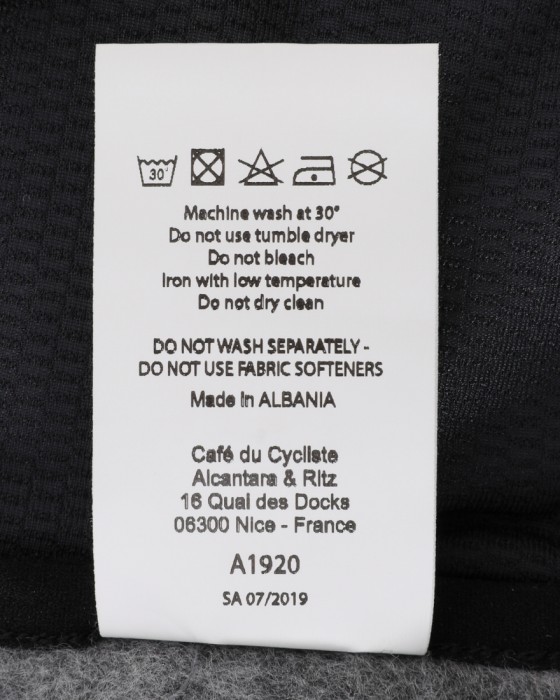 30°
Machine wash at 30°
Do not use tumble dryer
Do not bleach
Iron with low temperature
Do not dry clean
DO NOT WASH SEPARATELY -
DO NOT USE FABRIC SOFTENERS
Made in ALBANIA
Café du Cycliste
Alcantara & Ritz
16 Quai des Docks
06300 Nice - France
A1920
SA 07/2019